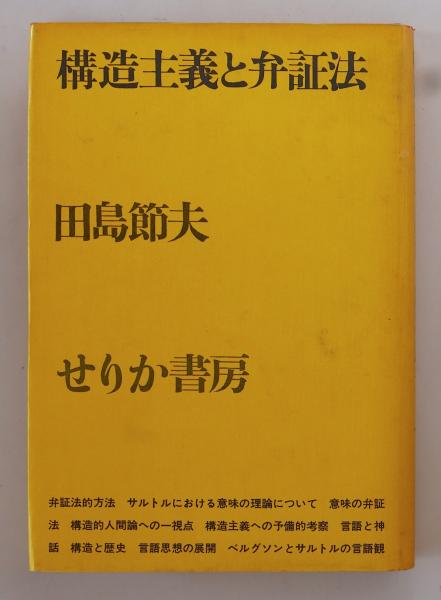 構造主義と弁証法
田島節夫
せりか書房
弁証法的方法　サルトルにおける意味の理論について　意味の弁証
法　構造的人間論への一視点　構造主義への予備的考察　言語と神
話　構造と歴史　言語思想の展開　ベルグソンとサルトルの言語観